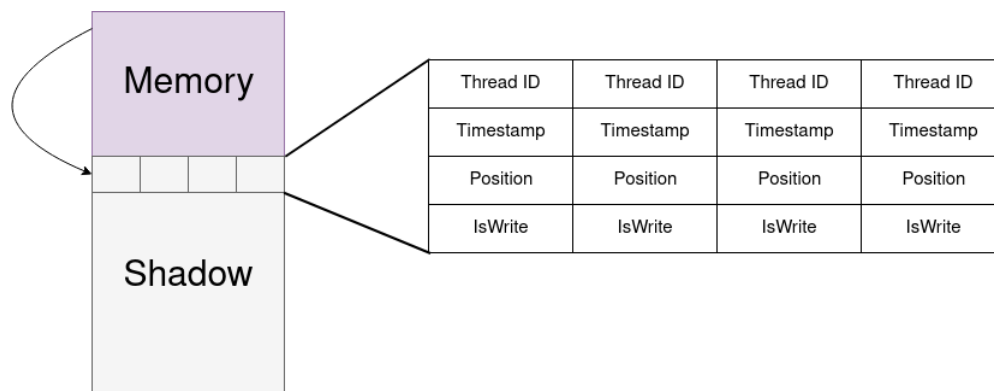 Memory
Thread ID Thread ID Thread ID Thread ID
Timestamp Timestamp Timestamp Timestamp
Position Position Position Position
IsWrite IsWrite IsWrite IsWrite
Shadow